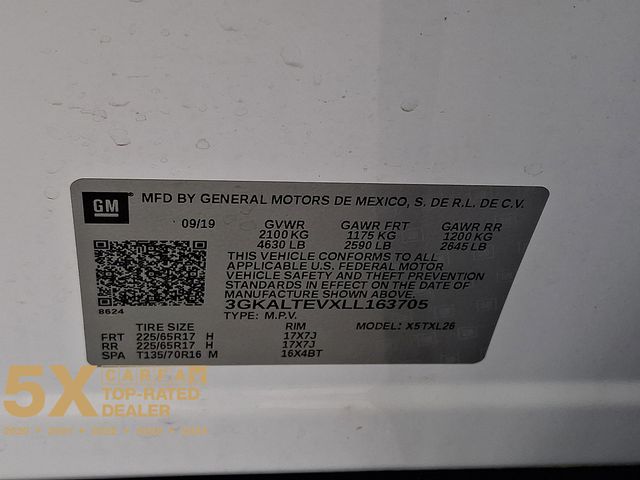 GM
MFD BY GENERAL MOTORS DE MEXICO, S. DE R.L. DE C.V.
09/19 GVWR GAWR FRT GAWR RR
2100 KG 1175 KG 1200 KG
4630 LB 2590 LB 2645 LB
THIS VEHICLE CONFORMS TO ALL
APPLICABLE U.S. FEDERAL MOTOR
VEHICLE SAFETY AND THEFT PREVENTION
STANDARDS IN EFFECT ON THE DATE OF
MANUFACTURE SHOWN ABOVE.
3GKALTEVXLL163705
8624
TYPE: M.P.V. MODEL: X5TXL26
TIRE SIZE RIM
FRT 225/65R17 H 17X7J
RR 225/65R17 H 17X7J
SPA T135/70R16 M 16X4BT
5X CARFAX
TOP-RATED
DEALER